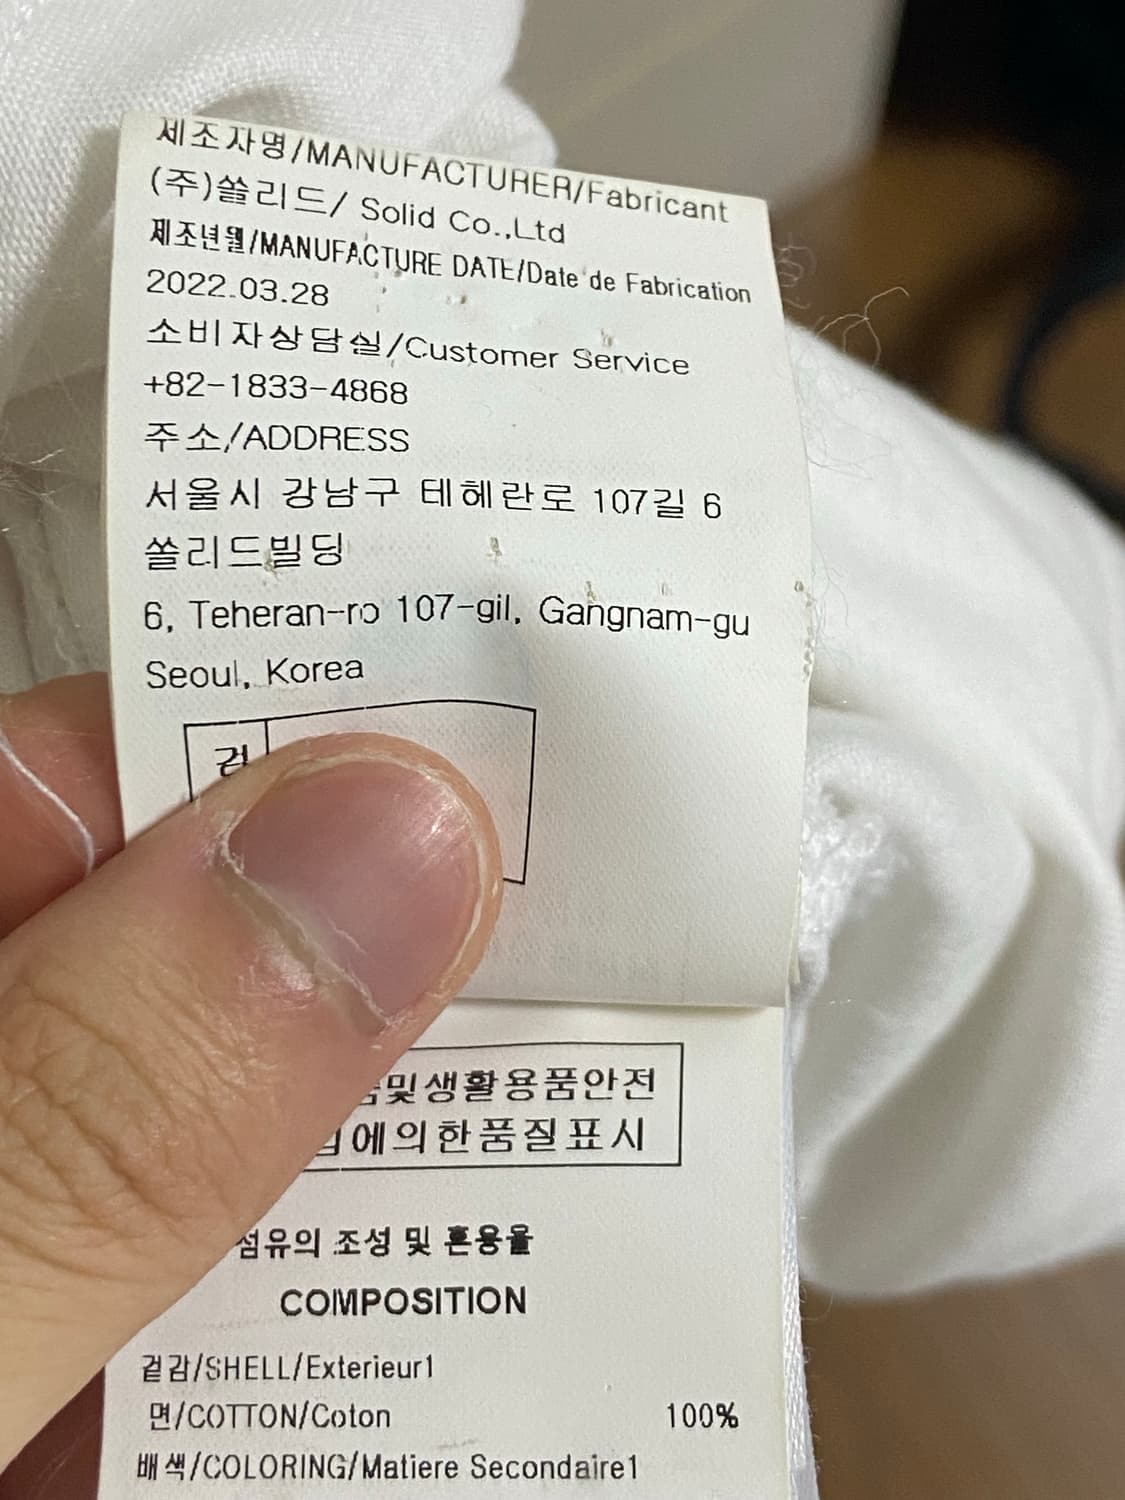 제조자명/MANUFACTURER/Fabricant
(주)쏠리드/ Solid Co.,Ltd
제조년월/MANUFACTURE DATE/Date de Fabrication
2022.03.28
소비자상담실/Customer Service
+82-1833-4868
주소/ADDRESS
서울시 강남구 테헤란로 107길 6
쏠리드빌딩
6, Teheran-ro 107-gil, Gangnam-gu
Seoul, Korea
및생활용품안전
에의한품질표시
섬유의 조성 및 혼용율
COMPOSITION
겉감/SHELL/Exterieur1
면/COTTON/Coton 100%
배색/COLORING/Matiere Secondaire1